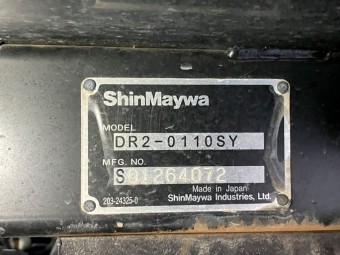 ShinMaywa
MODEL
DR2-0110SY
MFG. NO.
S01264072
Made in Japan
203-24325-0 ShinMaywa Industries, Ltd.